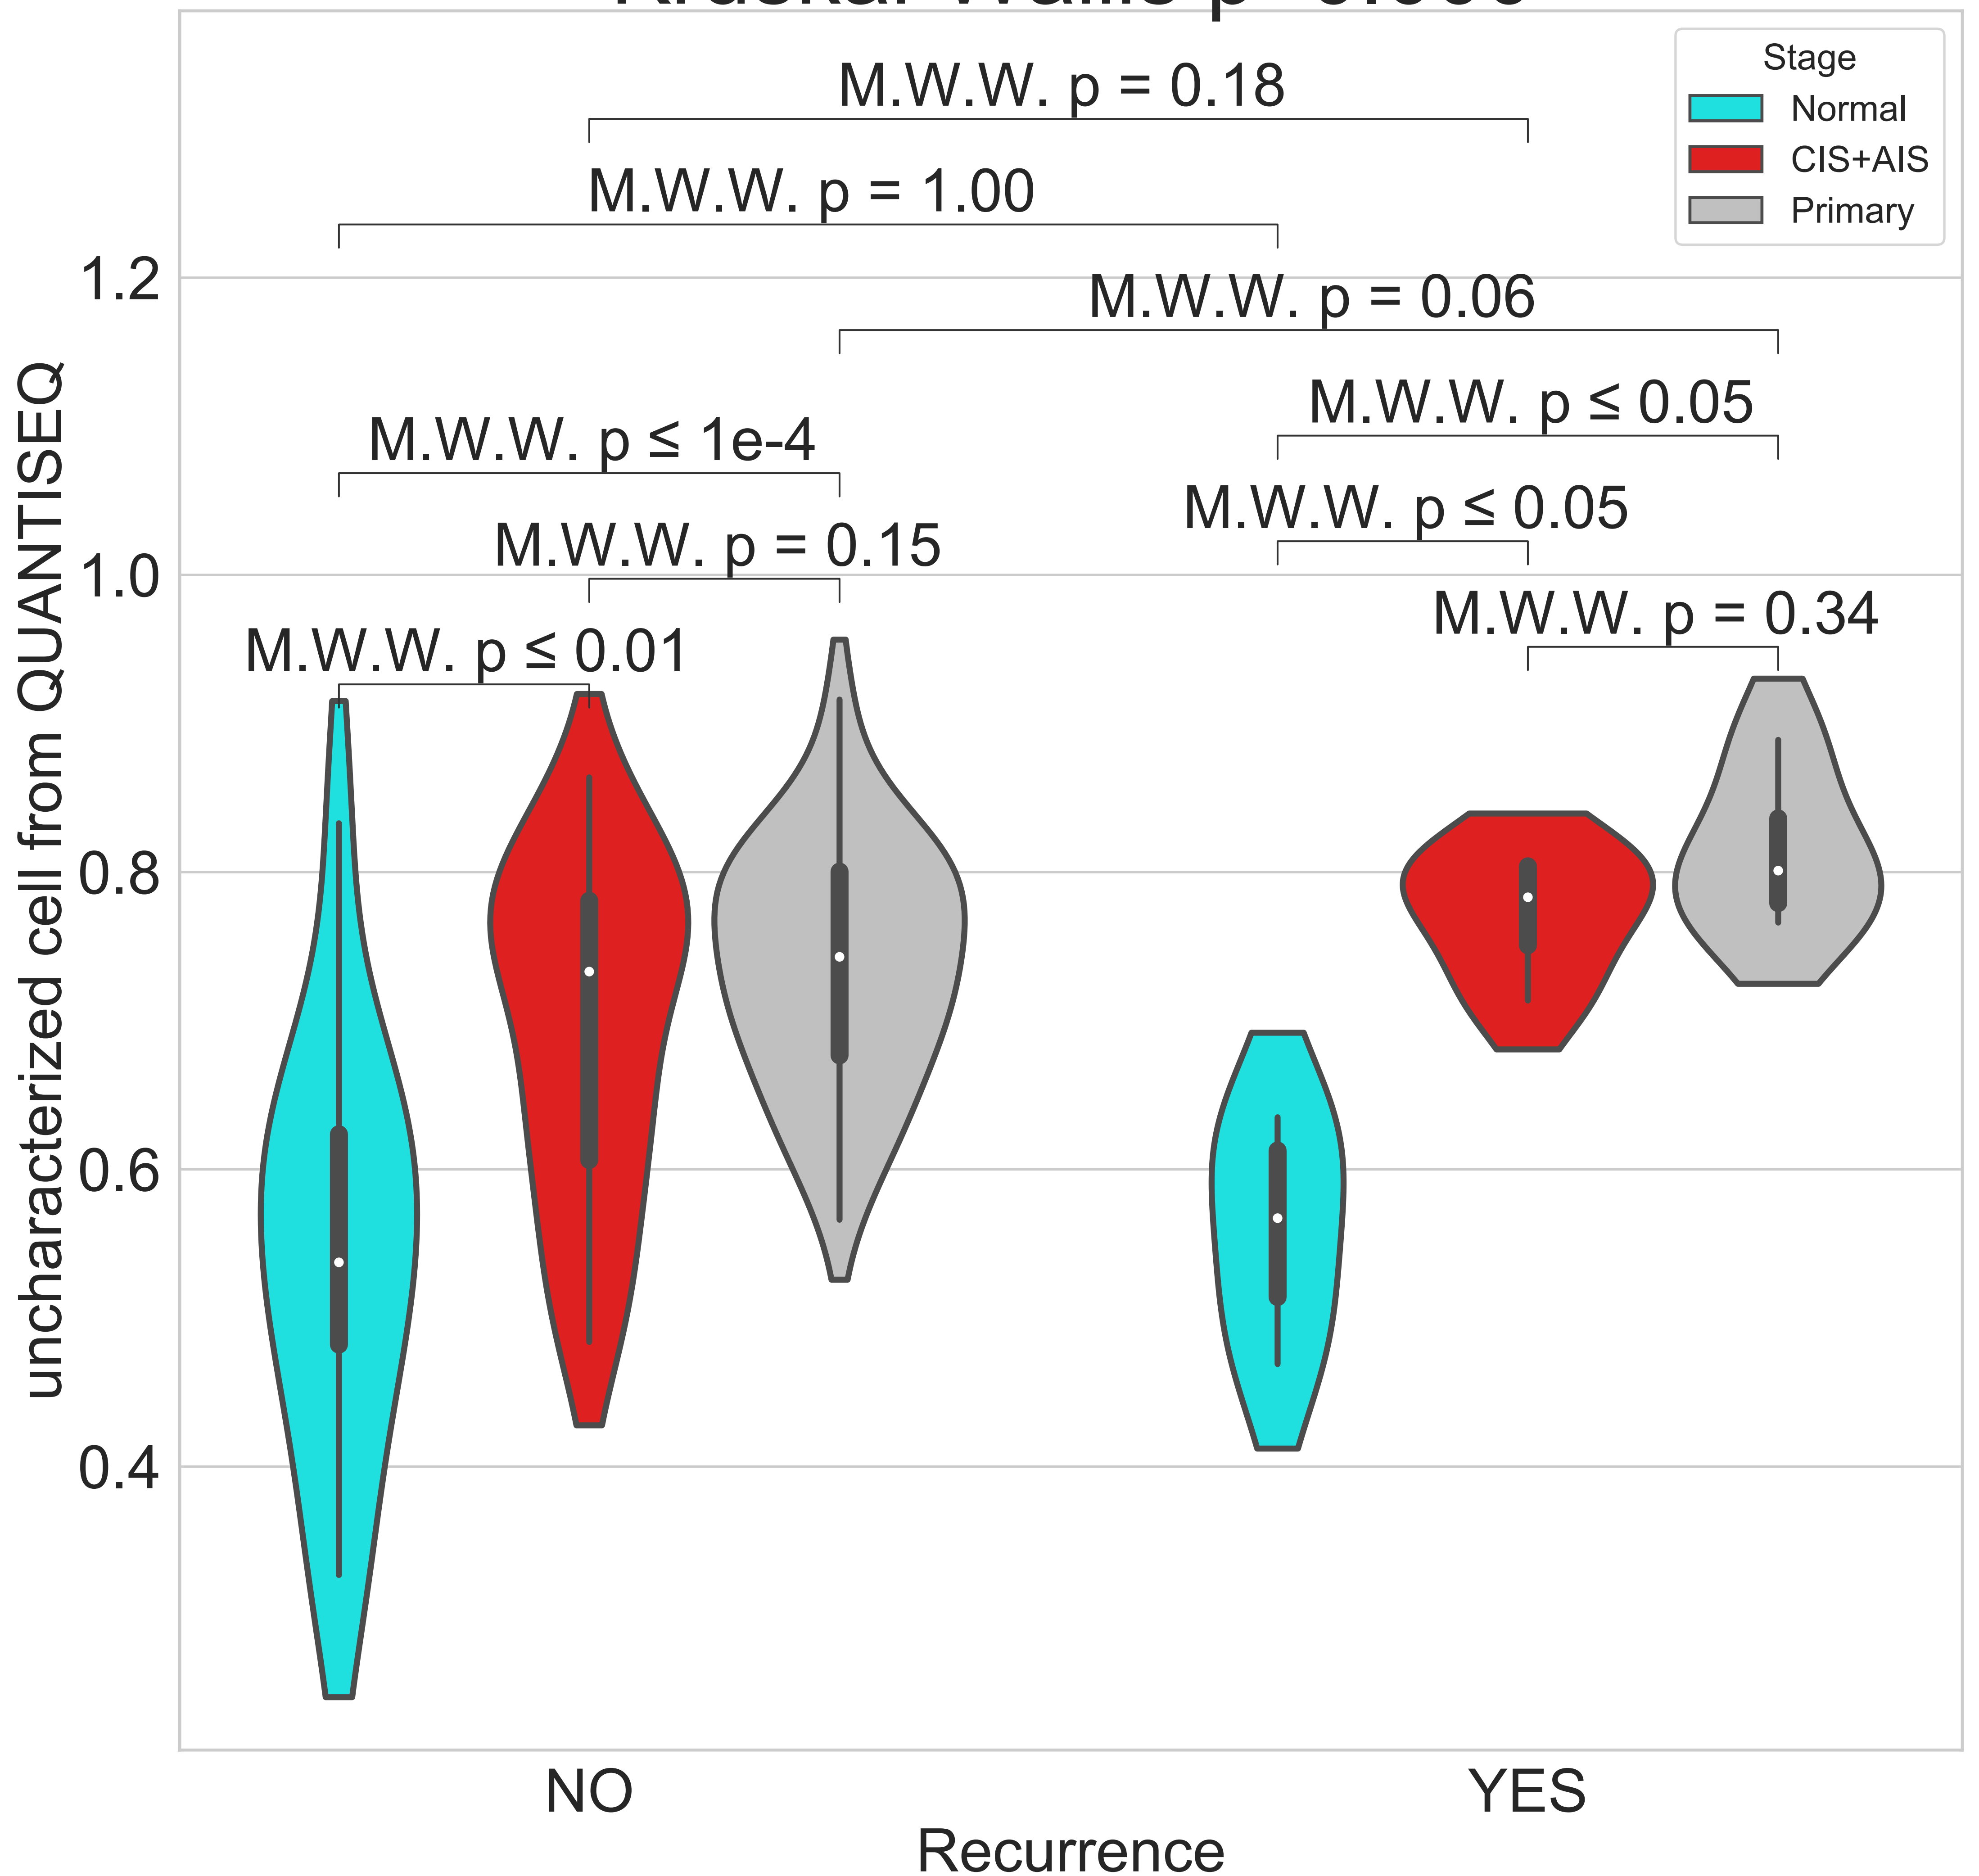 M.W.W. p = 0.18
M.W.W. p = 1.00
M.W.W. p = 0.06
M.W.W. p ≤ 0.05
M.W.W. p ≤ 1e-4
M.W.W. p ≤ 0.05
M.W.W. p = 0.15
M.W.W. p = 0.34
M.W.W. p ≤ 0.01
Stage
Normal
CIS+AIS
Primary
uncharacterized cell from QUANTISEQ
1.2
1.0
0.8
0.6
0.4
NO
YES
Recurrence